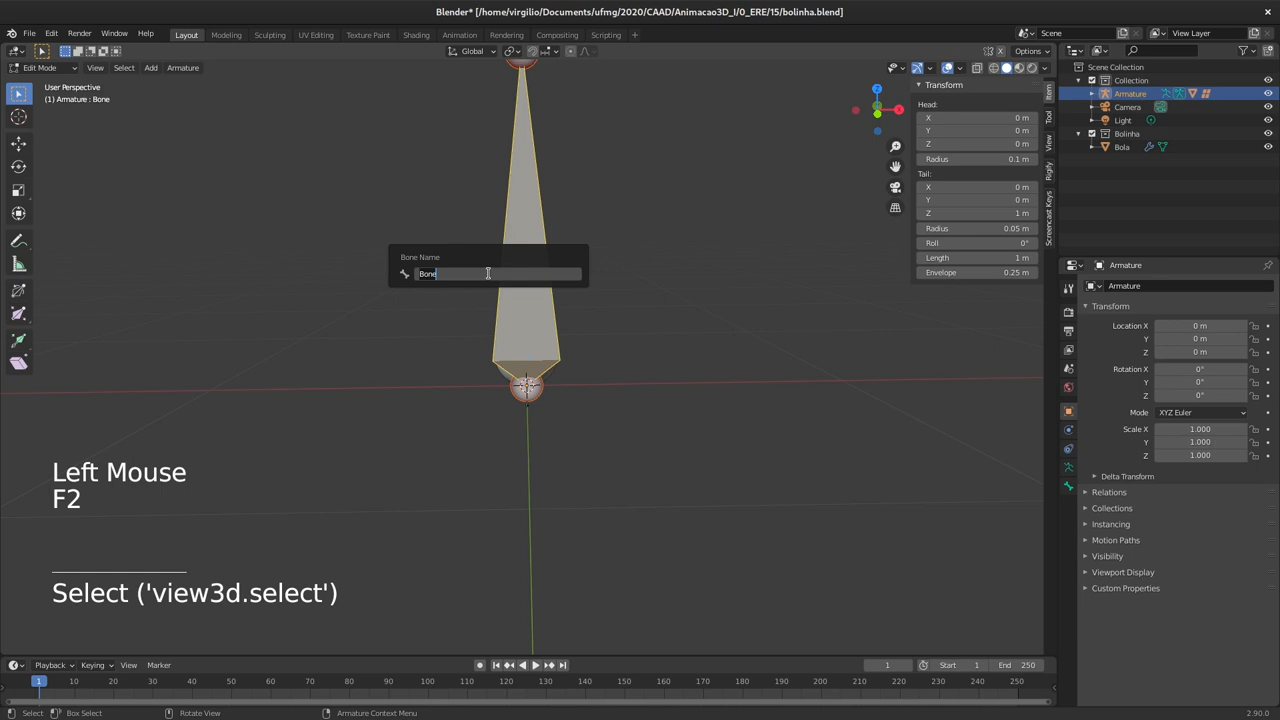 Blender* [/home/virgilio/Documents/ufmg/2020/CAAD/Animacao3D_I/0_ERE/15/bolinha.blend]
File Edit Render Window Help Layout Modeling Sculpting UV Editing Texture Paint Shading Animation Rendering Compositing Scripting + Scene View Layer
Global X Options
Edit Mode View Select Add Armature
User Perspective
(1) Armature : Bone
Z
X
Transform
Head:
X 0 m
Y 0 m
Z 0 m
Radius 0.1 m
Tail:
X 0 m
Y 0 m
Z 1 m
Radius 0.05 m
Roll 0°
Length 1 m
Envelope 0.25 m
Item
Tool
View
Rigify
Screencast Keys
Scene Collection
Collection
Armature
Camera
Light
Bolinha
Bola
Bone Name
Bone
Armature
Armature
Transform
Location X 0 m
Y 0 m
Z 0 m
Rotation X 0°
Y 0°
Z 0°
Mode XYZ Euler
Scale X 1.000
Y 1.000
Z 1.000
Delta Transform
Relations
Collections
Instancing
Motion Paths
Visibility
Viewport Display
Custom Properties
Left Mouse
F2
Select ('view3d.select')
Playback Keying View Marker 1 Start 1 End 250
1 10 20 30 40 50 60 70 80 90 100 110 120 130 140 150 160 170 180 190 200 210 220 230 240 250
Select Box Select Rotate View Armature Context Menu 2.90.0